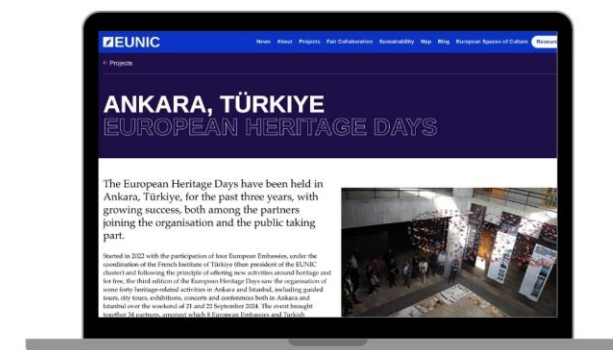 EUNIC
News About Projects Fair Collaboration Sustainability Map Blog European Spaces of Culture Resour
← Projects
ANKARA, TÜRKIYE
EUROPEAN HERITAGE DAYS
The European Heritage Days have been held in
Ankara, Türkiye, for the past three years, with
growing success, both among the partners
joining the organisation and the public taking
part.
Started in 2022 with the participation of four European Embassies, under the
coordination of the French Institute of Türkiye (then president of the EUNIC
cluster) and following the principle of offering new activities around heritage and
for free, the third edition of the European Heritage Days saw the organisation of
some forty heritage-related activities in Ankara and Istanbul, including guided
tours, city tours, exhibitions, concerts and conferences both in Ankara and
Istanbul over the weekend of 21 and 22 September 2024. The event brought
together 34 partners, amongst which 8 European Embassies and Turkish